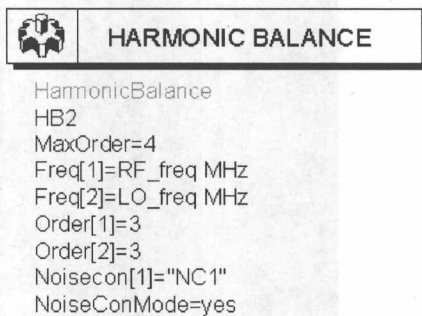 HARMONIC BALANCE
HarmonicBalance
HB2
MaxOrder=4
Freq[1]=RF_freq MHz
Freq[2]=LO_freq MHz
Order[1]=3
Order[2]=3
Noisecon[1]="NC1"
NoiseConMode=yes